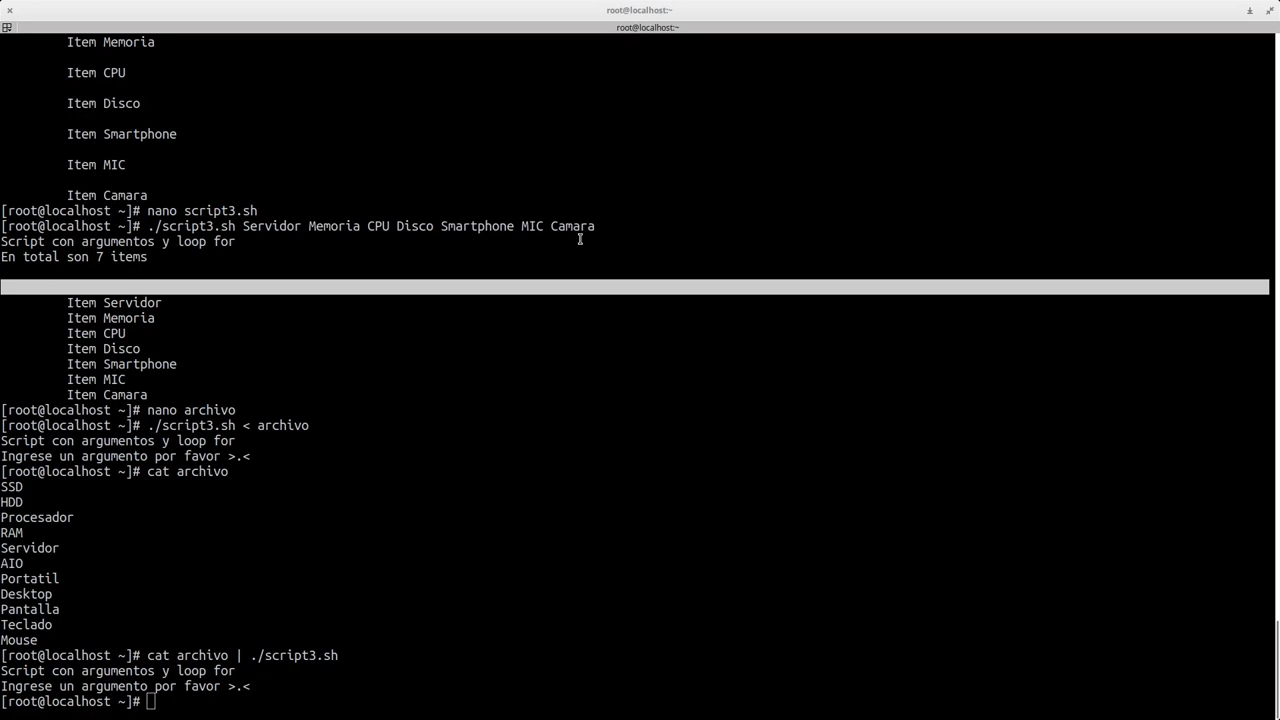 root@localhost:~
root@localhost:~
Item Memoria
Item CPU
Item Disco
Item Smartphone
Item MIC
Item Camara
[root@localhost ~]# nano script3.sh
[root@localhost ~]# ./script3.sh Servidor Memoria CPU Disco Smartphone MIC Camara
Script con argumentos y loop for
En total son 7 items
Item Servidor
Item Memoria
Item CPU
Item Disco
Item Smartphone
Item MIC
Item Camara
[root@localhost ~]# nano archivo
[root@localhost ~]# ./script3.sh < archivo
Script con argumentos y loop for
Ingrese un argumento por favor >.<
[root@localhost ~]# cat archivo
SSD
HDD
Procesador
RAM
Servidor
AIO
Portatil
Desktop
Pantalla
Teclado
Mouse
[root@localhost ~]# cat archivo | ./script3.sh
Script con argumentos y loop for
Ingrese un argumento por favor >.<
[root@localhost ~]#